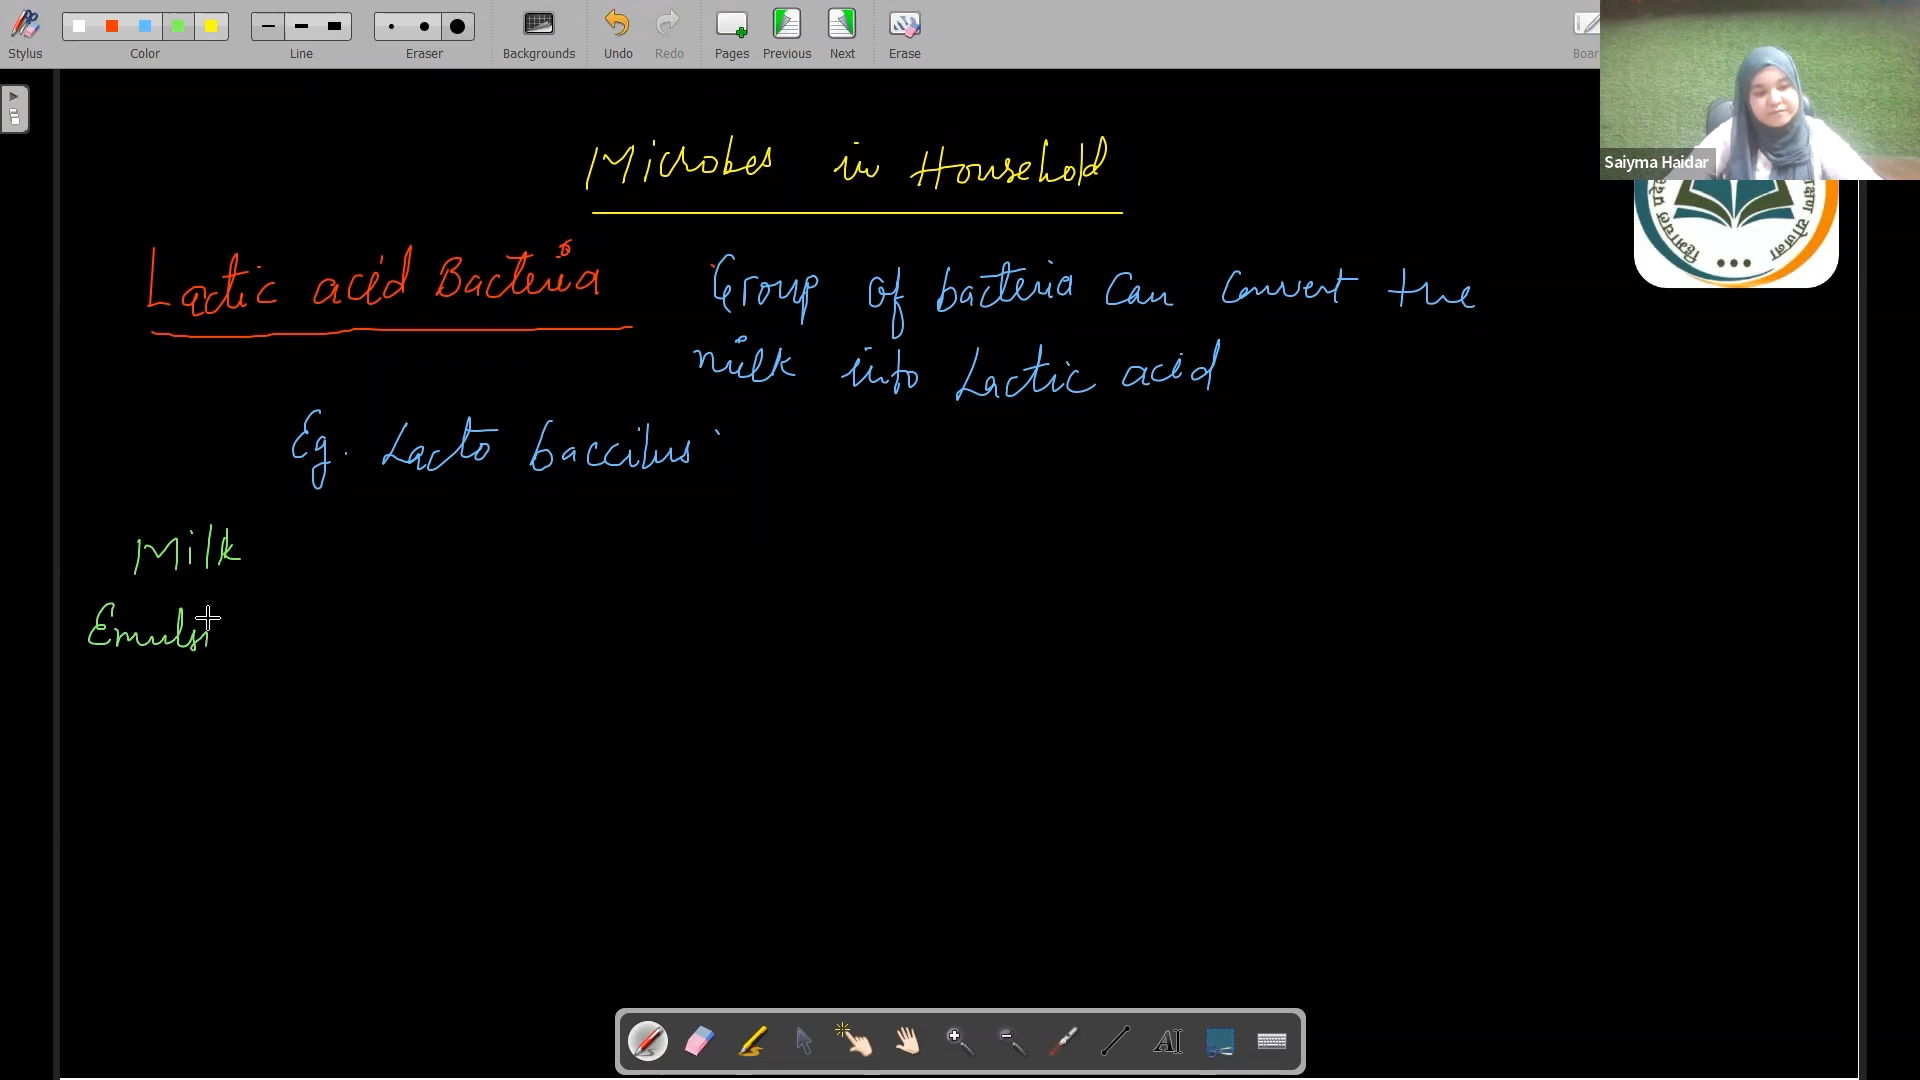 Stylus Color Line Eraser Backgrounds Undo Redo Pages Previous Next Erase Boar
Saiyma Haidar
Microbes in Household
Lactic acid Bacteria
Group of bacteria can convert the
milk into Lactic acid
Eg. Lacto baccilus
Milk
Emulsi